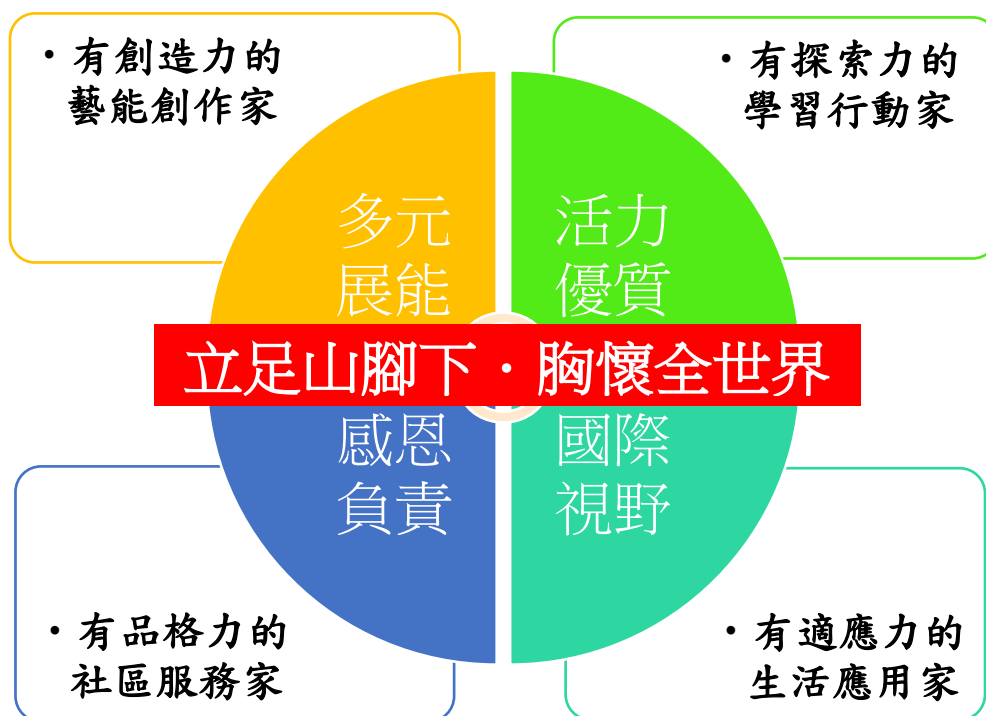 ・有創造力的
藝能創作家
・有探索力的
學習行動家
多元
展能
活力
優質
立足山腳下・胸懷全世界
感恩
負責
國際
視野
・有品格力的
社區服務家
・有適應力的
生活應用家